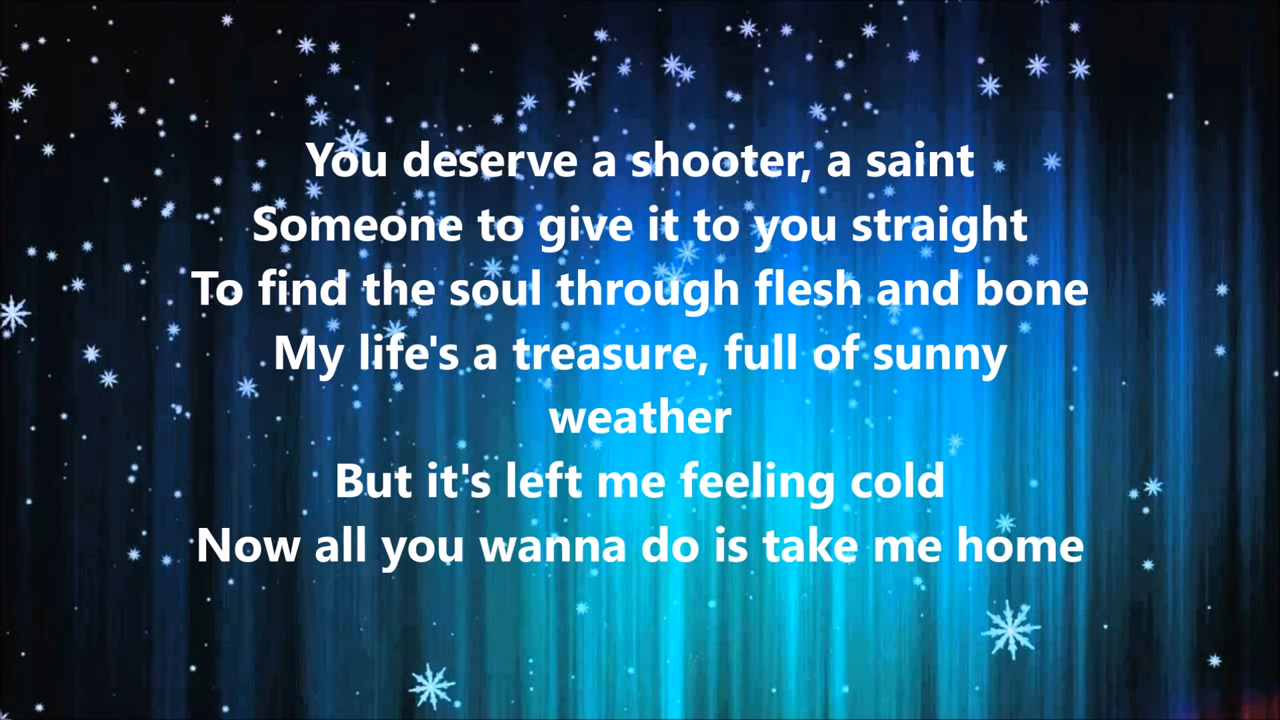 You deserve a shooter, a saint
Someone to give it to you straight
To find the soul through flesh and bone
My life's a treasure, full of sunny
weather
But it's left me feeling cold
Now all you wanna do is take me home